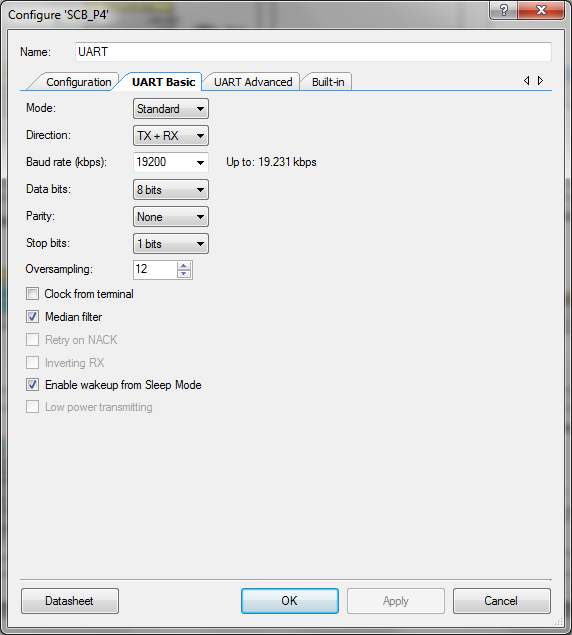 Configure 'SCB_P4'
Name: UART
Configuration UART Basic UART Advanced Built-in
Mode: Standard
Direction: TX + RX
Baud rate (kbps): 19200 Up to: 19.231 kbps
Data bits: 8 bits
Parity: None
Stop bits: 1 bits
Oversampling: 12
Clock from terminal
Median filter
Retry on NACK
Inverting RX
Enable wakeup from Sleep Mode
Low power transmitting
Datasheet OK Apply Cancel